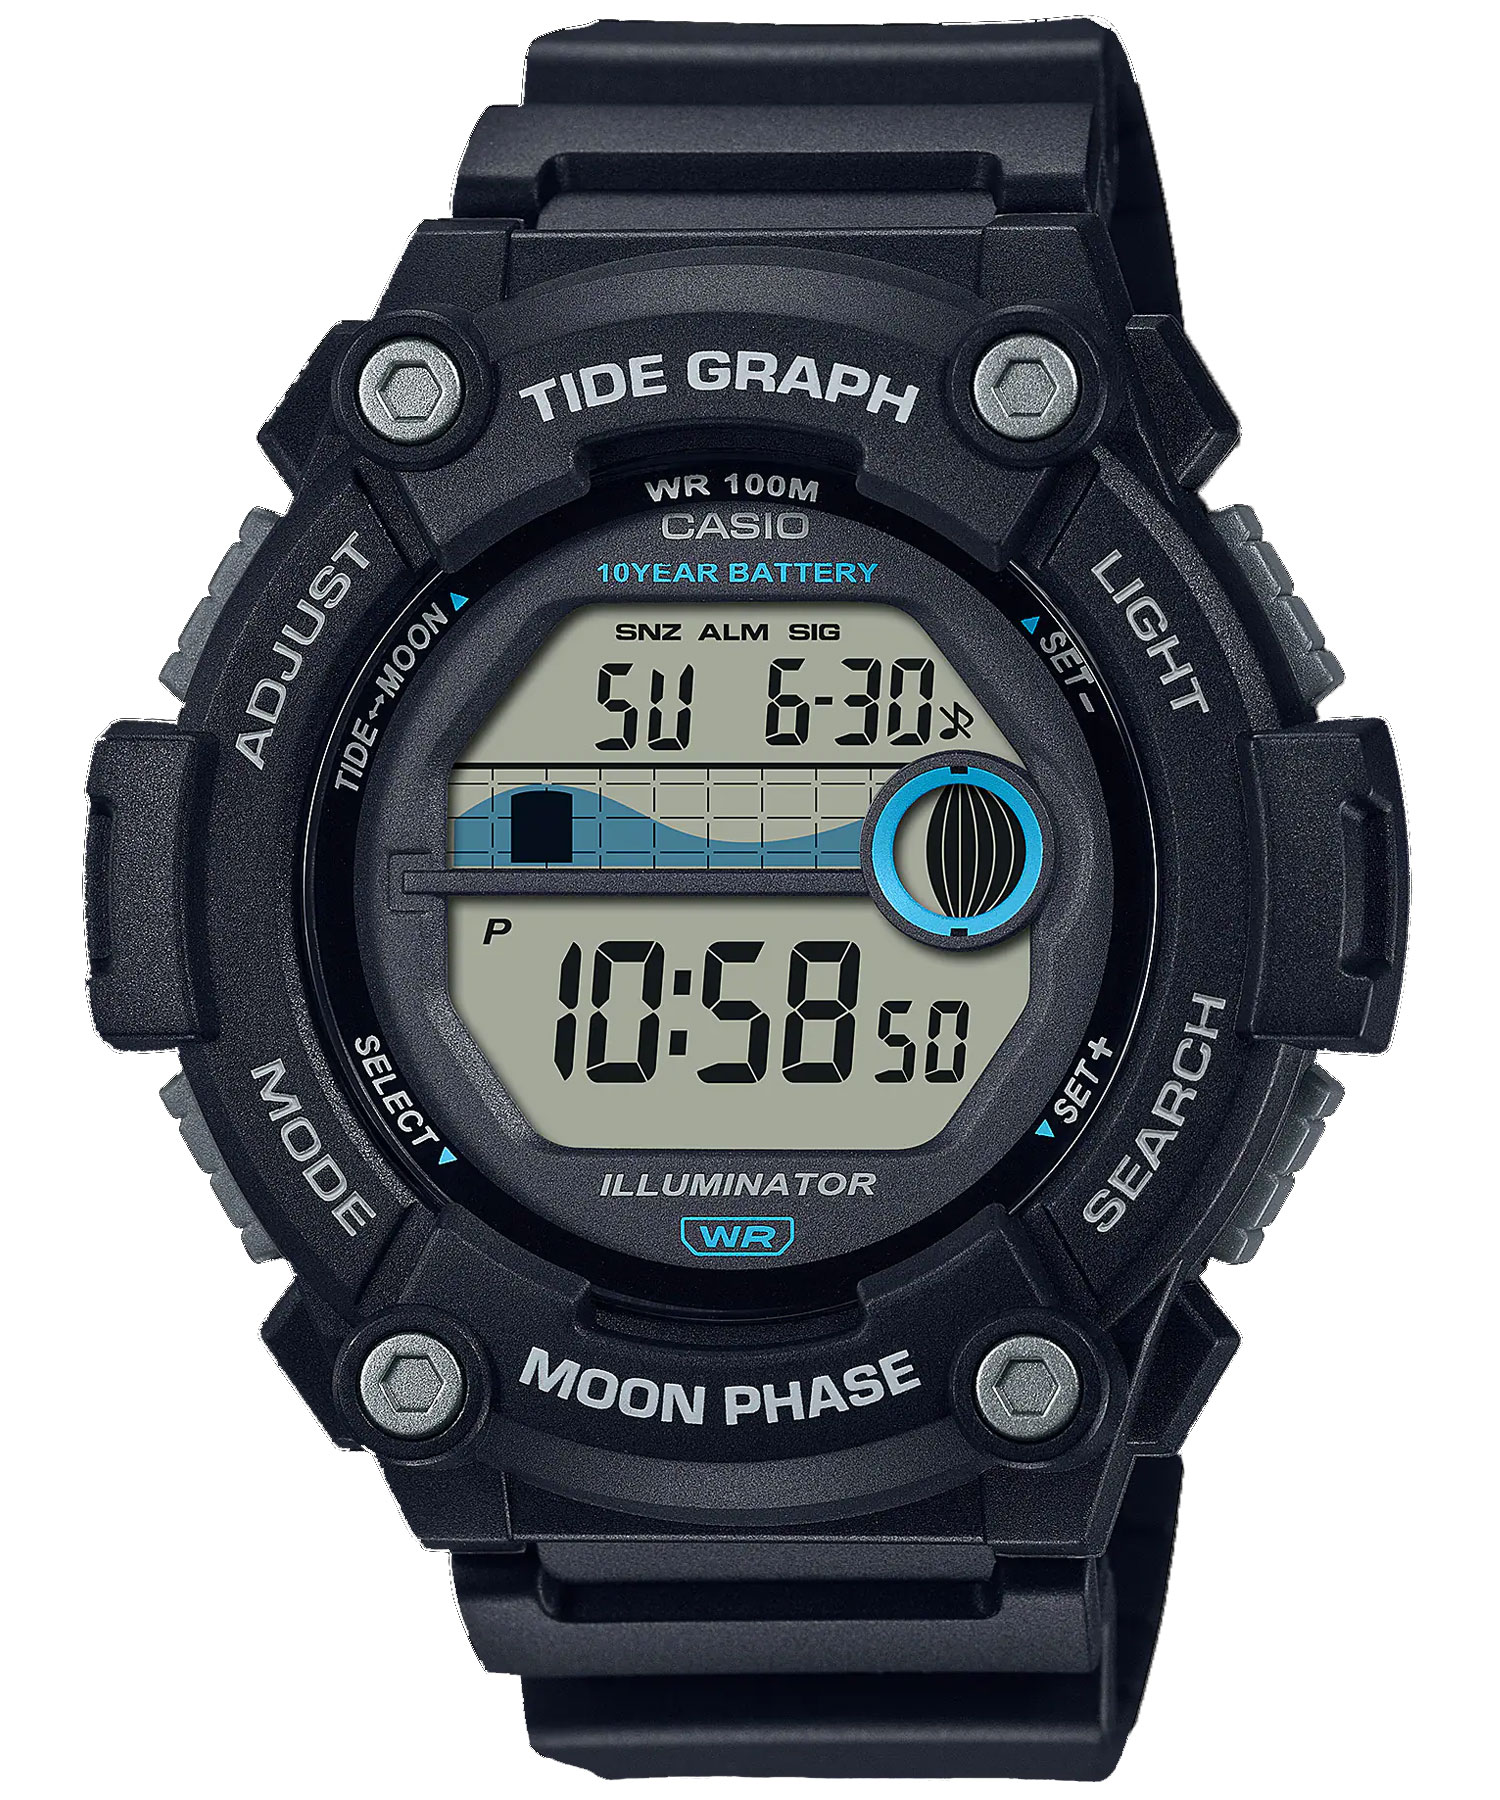 TIDE GRAPH
WR 100M
CASIO
10YEAR BATTERY
ADJUST
TIDE↔MOON▲
▲SET-
LIGHT
SNZ ALM SIG
SU 6-30
P
10:58 50
MODE
SELECT▼
▼SET+
SEARCH
ILLUMINATOR
WR
MOON PHASE